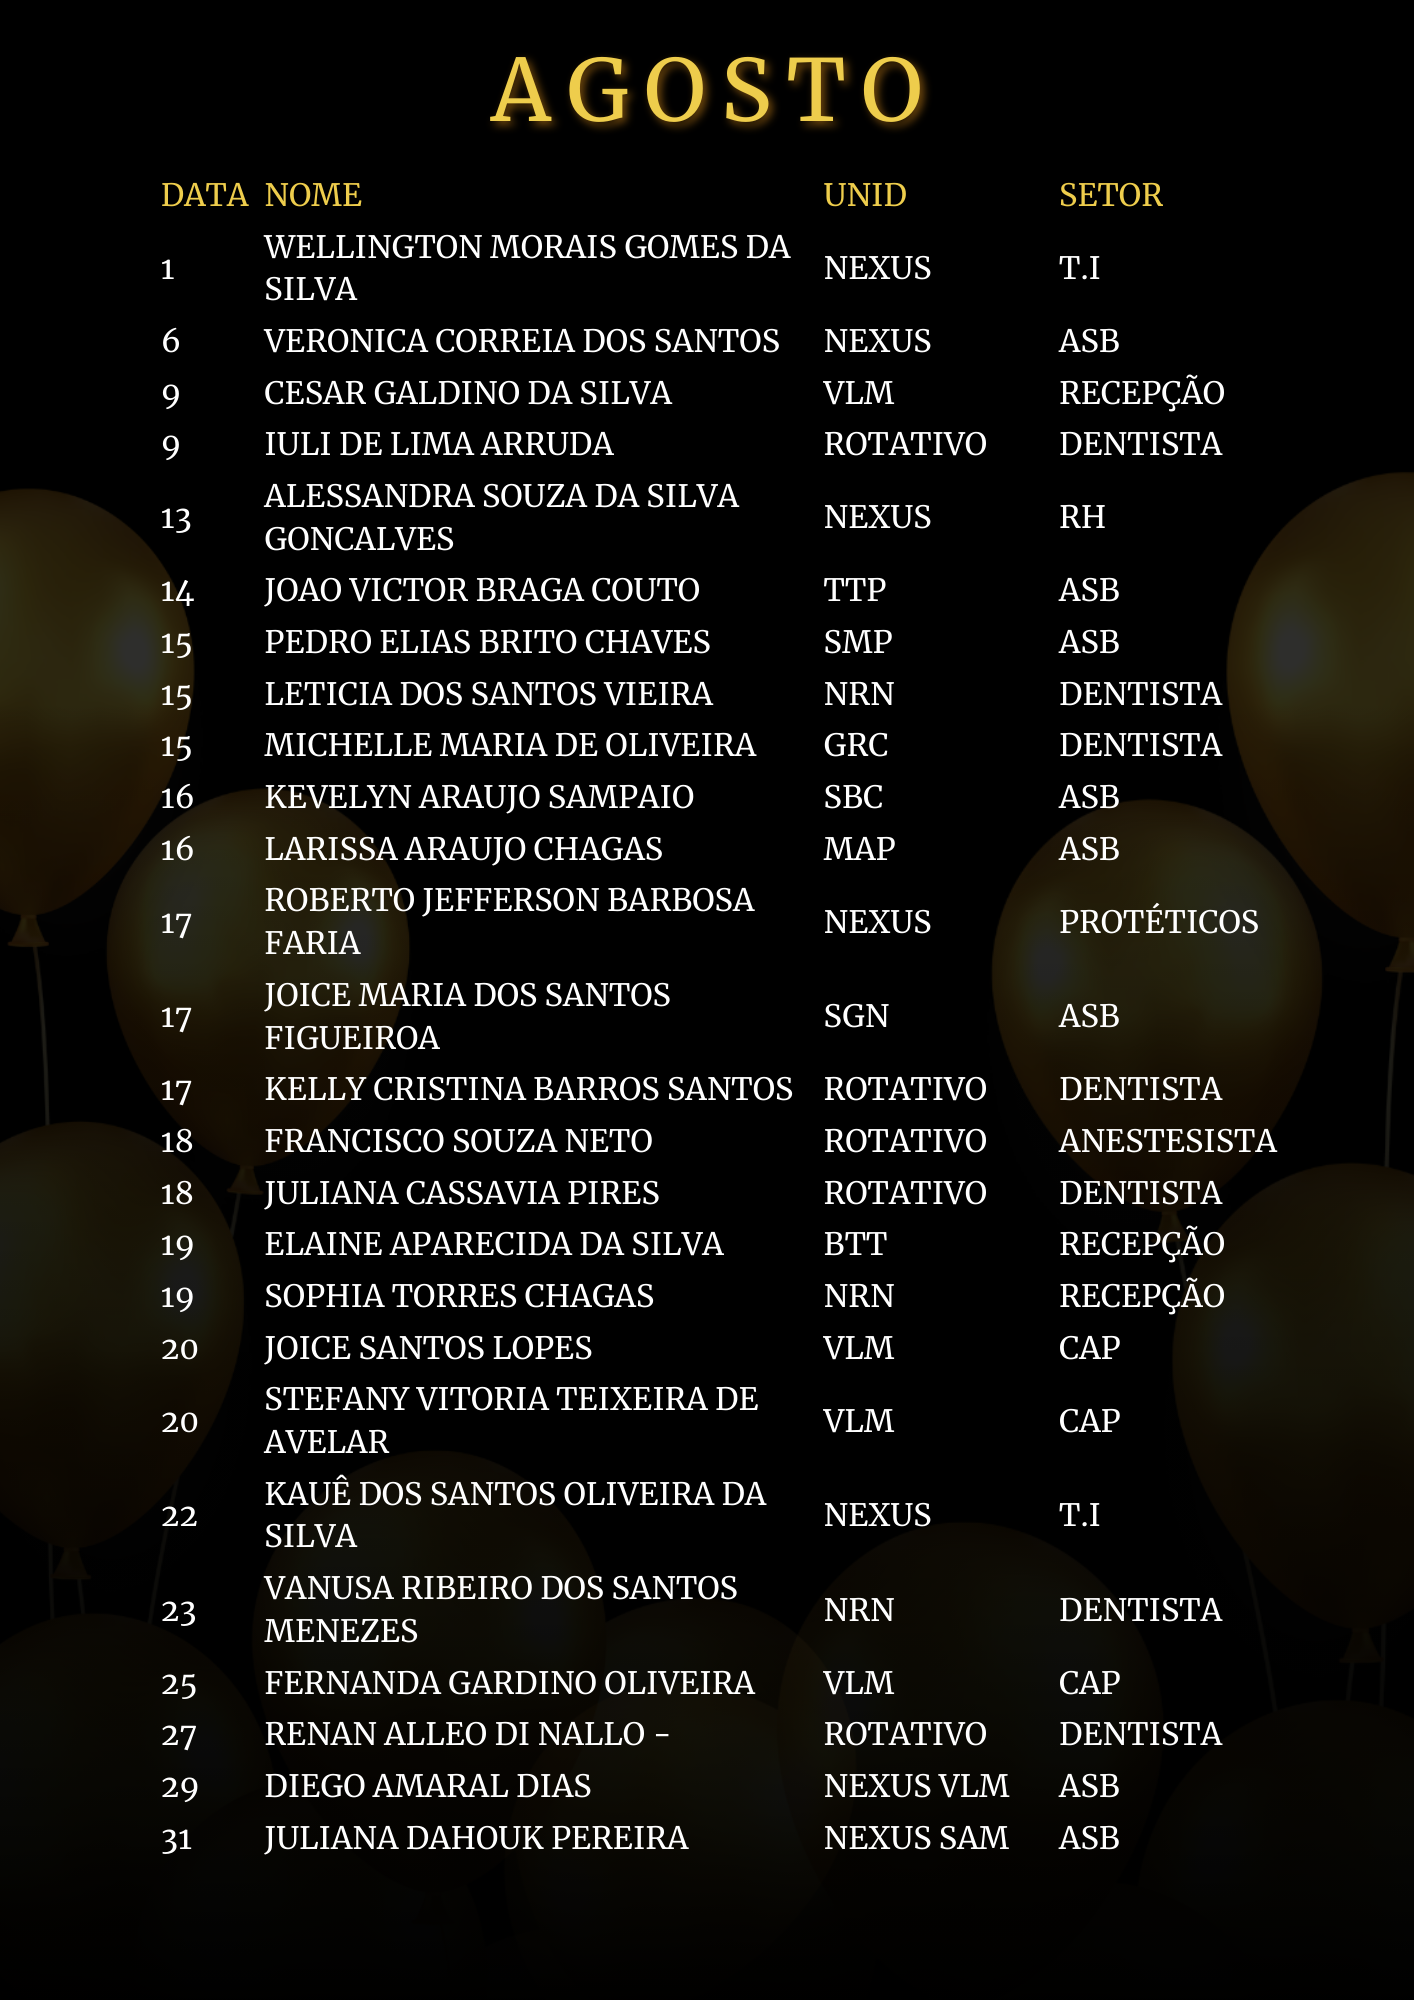 AGOSTO
DATA NOME UNID SETOR
1 WELLINGTON MORAIS GOMES DA SILVA NEXUS T.I
6 VERONICA CORREIA DOS SANTOS NEXUS ASB
9 CESAR GALDINO DA SILVA VLM RECEPÇÃO
9 IULI DE LIMA ARRUDA ROTATIVO DENTISTA
13 ALESSANDRA SOUZA DA SILVA GONCALVES NEXUS RH
14 JOAO VICTOR BRAGA COUTO TTP ASB
15 PEDRO ELIAS BRITO CHAVES SMP ASB
15 LETICIA DOS SANTOS VIEIRA NRN DENTISTA
15 MICHELLE MARIA DE OLIVEIRA GRC DENTISTA
16 KEVELYN ARAUJO SAMPAIO SBC ASB
16 LARISSA ARAUJO CHAGAS MAP ASB
17 ROBERTO JEFFERSON BARBOSA FARIA NEXUS PROTÉTICOS
17 JOICE MARIA DOS SANTOS FIGUEIROA SGN ASB
17 KELLY CRISTINA BARROS SANTOS ROTATIVO DENTISTA
18 FRANCISCO SOUZA NETO ROTATIVO ANESTESISTA
18 JULIANA CASSAVIA PIRES ROTATIVO DENTISTA
19 ELAINE APARECIDA DA SILVA BTT RECEPÇÃO
19 SOPHIA TORRES CHAGAS NRN RECEPÇÃO
20 JOICE SANTOS LOPES VLM CAP
20 STEFANY VITORIA TEIXEIRA DE AVELAR VLM CAP
22 KAUÊ DOS SANTOS OLIVEIRA DA SILVA NEXUS T.I
23 VANUSA RIBEIRO DOS SANTOS MENEZES NRN DENTISTA
25 FERNANDA GARDINO OLIVEIRA VLM CAP
27 RENAN ALLEO DI NALLO - ROTATIVO DENTISTA
29 DIEGO AMARAL DIAS NEXUS VLM ASB
31 JULIANA DAHOUK PEREIRA NEXUS SAM ASB